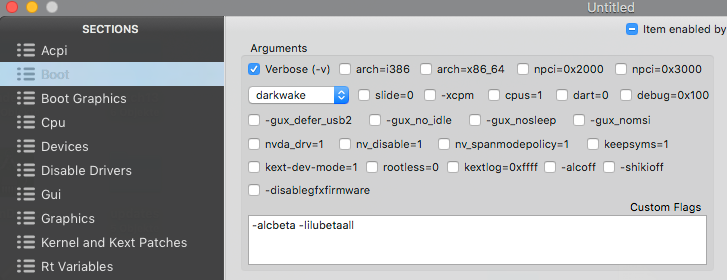 Untitled
SECTIONS
Item enabled by
Acpi
Boot
Boot Graphics
Cpu
Devices
Disable Drivers
Gui
Graphics
Kernel and Kext Patches
Rt Variables
Arguments
Verbose (-v) arch=i386 arch=x86_64 npci=0x2000 npci=0x3000
darkwake slide=0 -xcpm cpus=1 dart=0 debug=0x100
-gux_defer_usb2 -gux_no_idle -gux_nosleep -gux_nomsi
nvda_drv=1 nv_disable=1 nv_spanmodepolicy=1 keepsyms=1
kext-dev-mode=1 rootless=0 kextlog=0xffff -alcoff -shikioff
-disablegfxfirmware
Custom Flags
-alcbeta -lilubetaall